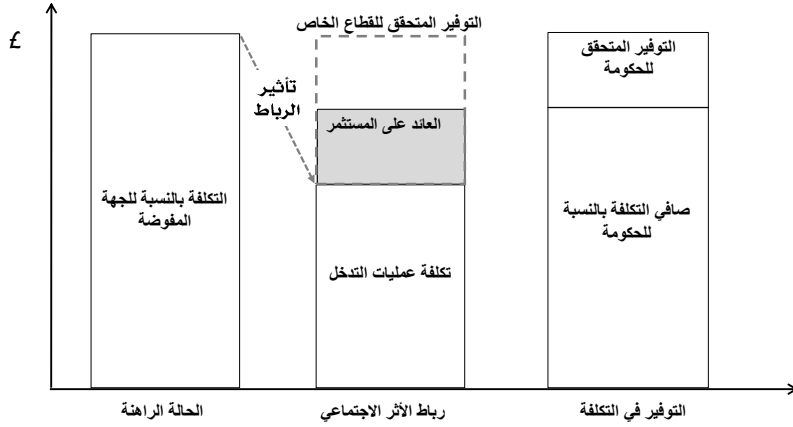 التوفير المتحقق للقطاع الخاص
£
التوفير المتحقق
للحكومة
تأثير
الرباط
العائد على المستثمر
التكلفة بالنسبة للجهة
المفوضة
صافي التكلفة بالنسبة
للحكومة
تكلفة عمليات التدخل
الحالة الراهنة
رباط الأثر الاجتماعي
التوفير في التكلفة